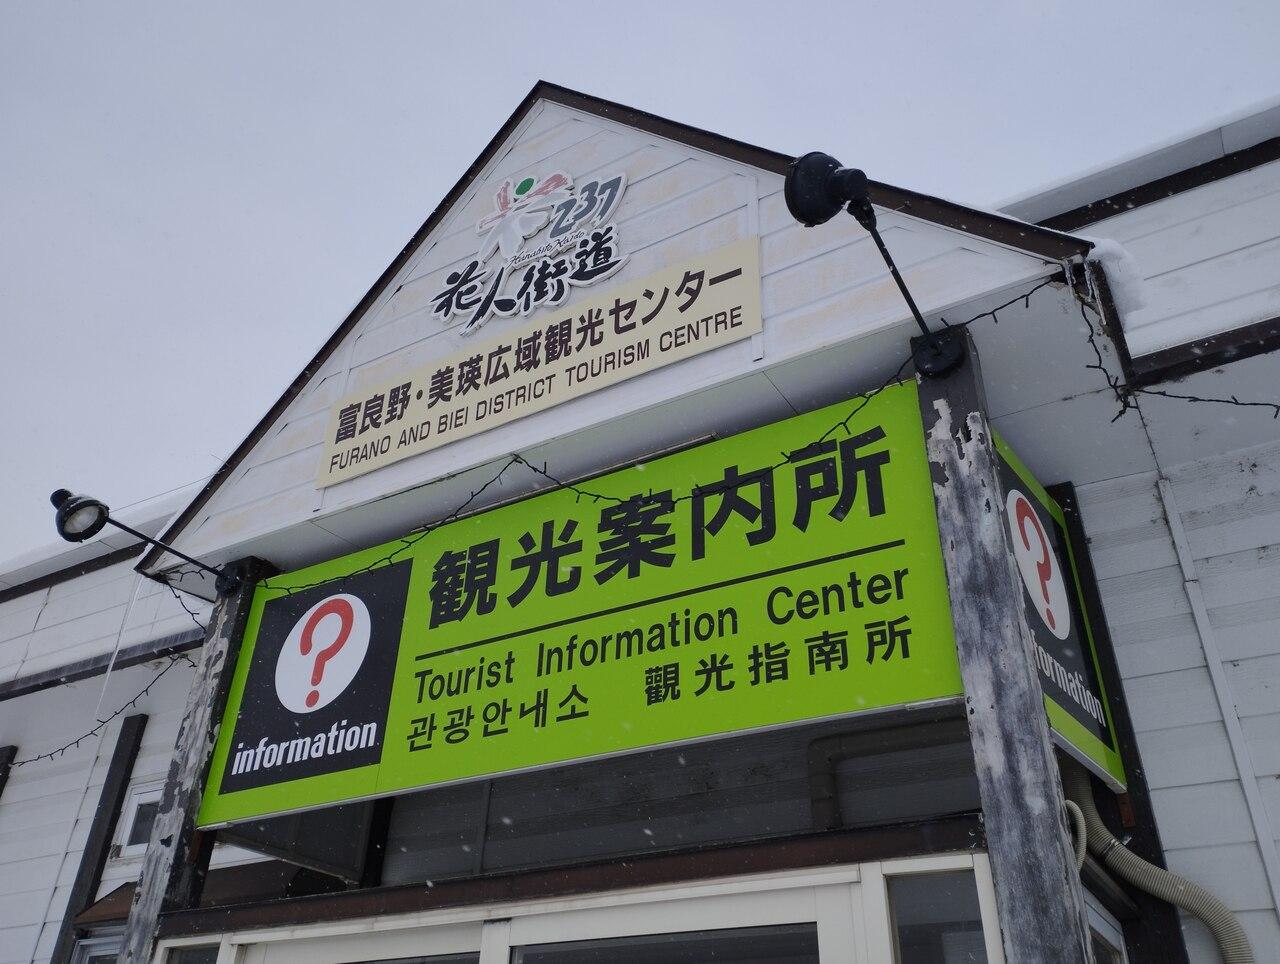 237
Hanabito Kaido
花人街道
富良野・美瑛広域観光センター
FURANO AND BIEI DISTRICT TOURISM CENTRE
観光案内所
Tourist Information Center
관광안내소 觀光指南所
?
information
?
formation